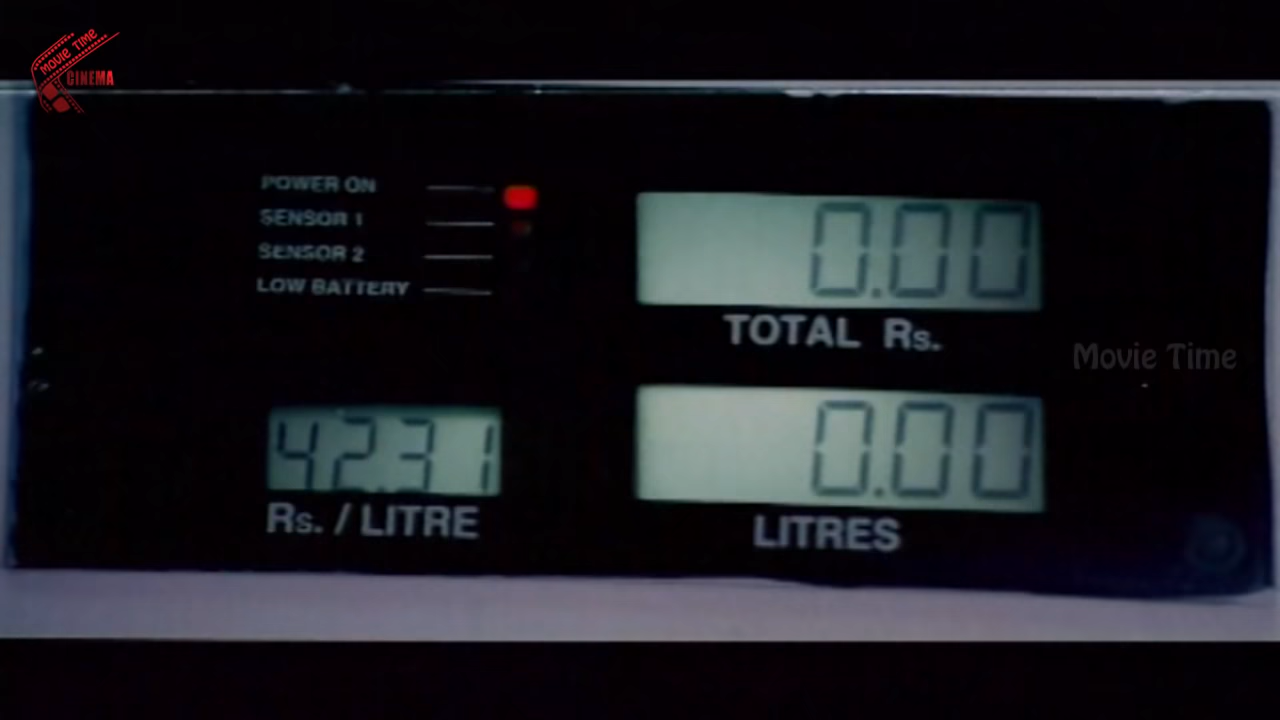 MOVIE TIME
CINEMA
POWER ON
SENSOR 1
SENSOR 2
LOW BATTERY
0.00
TOTAL Rs.
Movie Time
42.31
Rs. / LITRE
0.00
LITRES